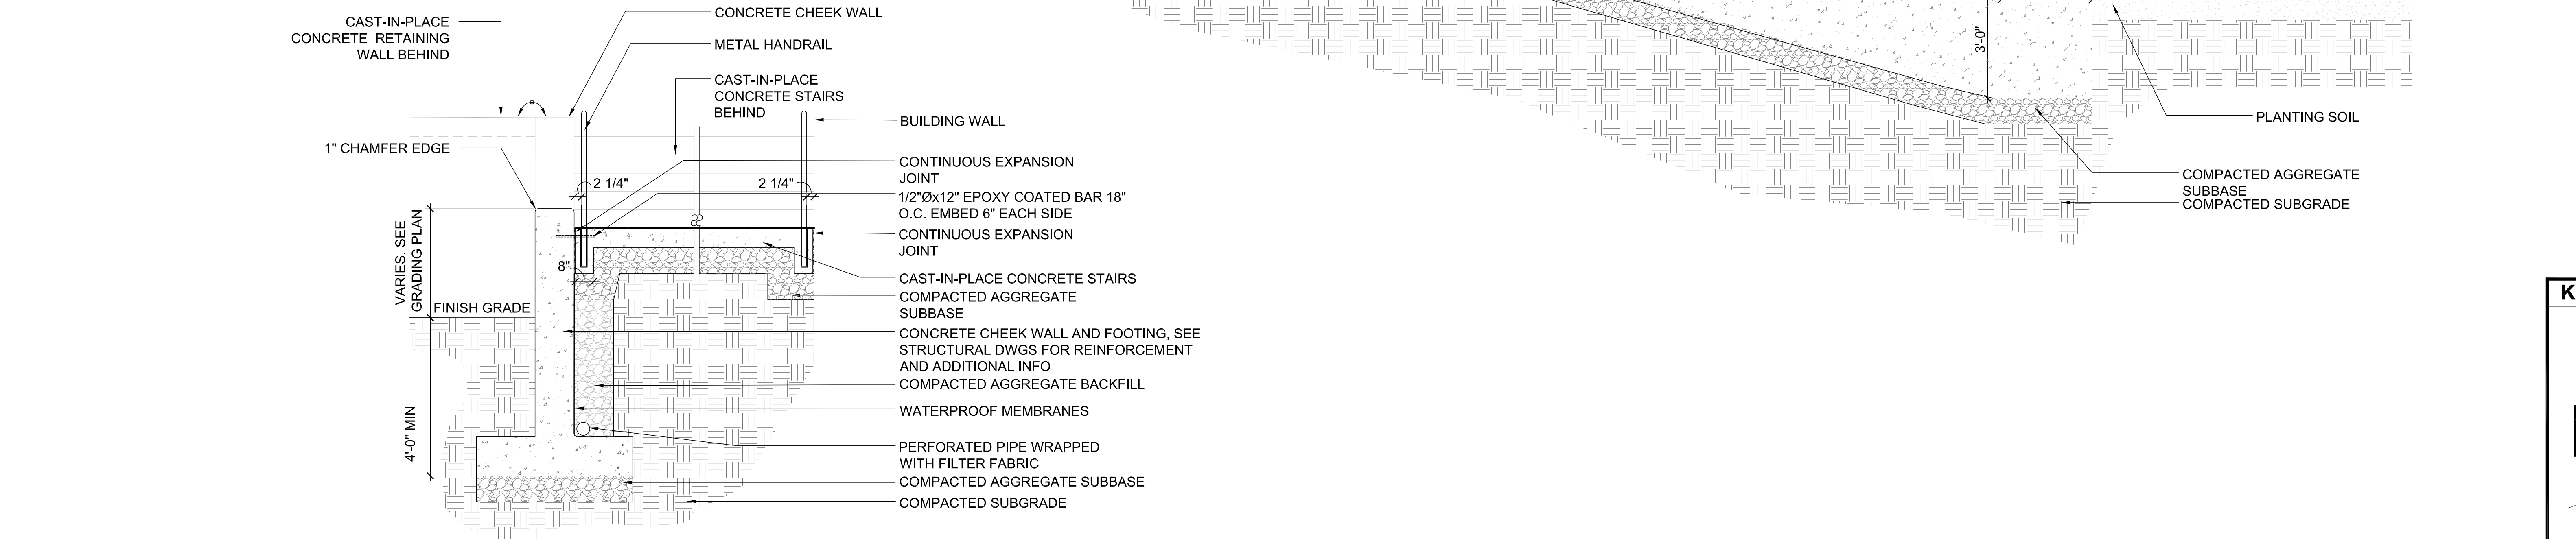 CAST-IN-PLACE
CONCRETE RETAINING
WALL BEHIND
1" CHAMFER EDGE
VARIES. SEE
GRADING PLAN
FINISH GRADE
4'-0" MIN
CONCRETE CHEEK WALL
METAL HANDRAIL
CAST-IN-PLACE
CONCRETE STAIRS
BEHIND
2 1/4"
2 1/4"
8"
BUILDING WALL
CONTINUOUS EXPANSION
JOINT
1/2"Øx12" EPOXY COATED BAR 18"
O.C. EMBED 6" EACH SIDE
CONTINUOUS EXPANSION
JOINT
CAST-IN-PLACE CONCRETE STAIRS
COMPACTED AGGREGATE
SUBBASE
CONCRETE CHEEK WALL AND FOOTING, SEE
STRUCTURAL DWGS FOR REINFORCEMENT
AND ADDITIONAL INFO
COMPACTED AGGREGATE BACKFILL
WATERPROOF MEMBRANES
PERFORATED PIPE WRAPPED
WITH FILTER FABRIC
COMPACTED AGGREGATE SUBBASE
COMPACTED SUBGRADE
3'-0"
PLANTING SOIL
COMPACTED AGGREGATE
SUBBASE
COMPACTED SUBGRADE
K